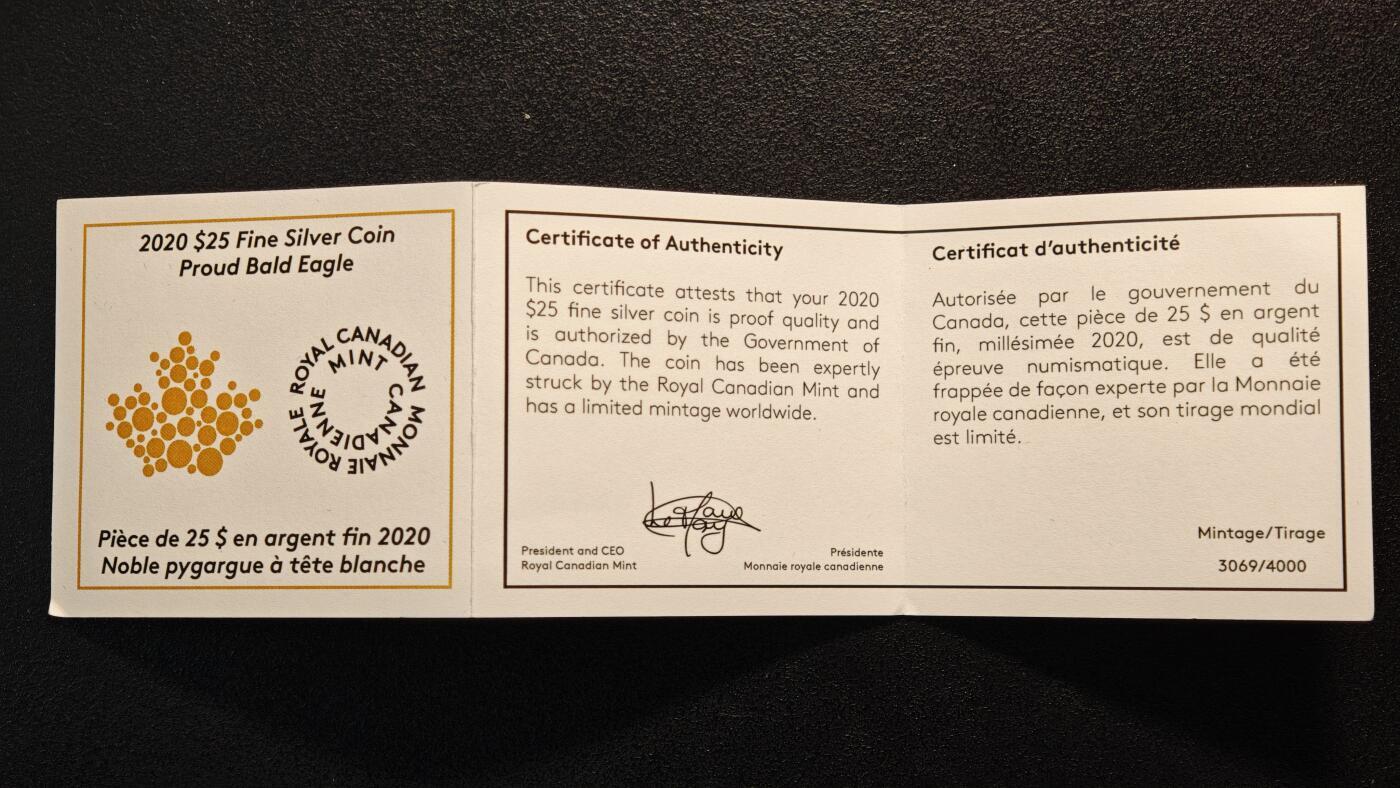 2020 $25 Fine Silver Coin
Proud Bald Eagle
ROYAL CANADIAN MINT
MONNAIE ROYALE CANADIENNE
Pièce de 25 $ en argent fin 2020
Noble pygargue à tête blanche
Certificate of Authenticity
This certificate attests that your 2020
$25 fine silver coin is proof quality and
is authorized by the Government of
Canada. The coin has been expertly
struck by the Royal Canadian Mint and
has a limited mintage worldwide.
President and CEO
Royal Canadian Mint
Présidente
Monnaie royale canadienne
Certificat d'authenticité
Autorisée par le gouvernement du
Canada, cette pièce de 25 $ en argent
fin, millésimée 2020, est de qualité
épreuve numismatique. Elle a été
frappée de façon experte par la Monnaie
royale canadienne, et son tirage mondial
est limité.
Mintage/Tirage
3069/4000